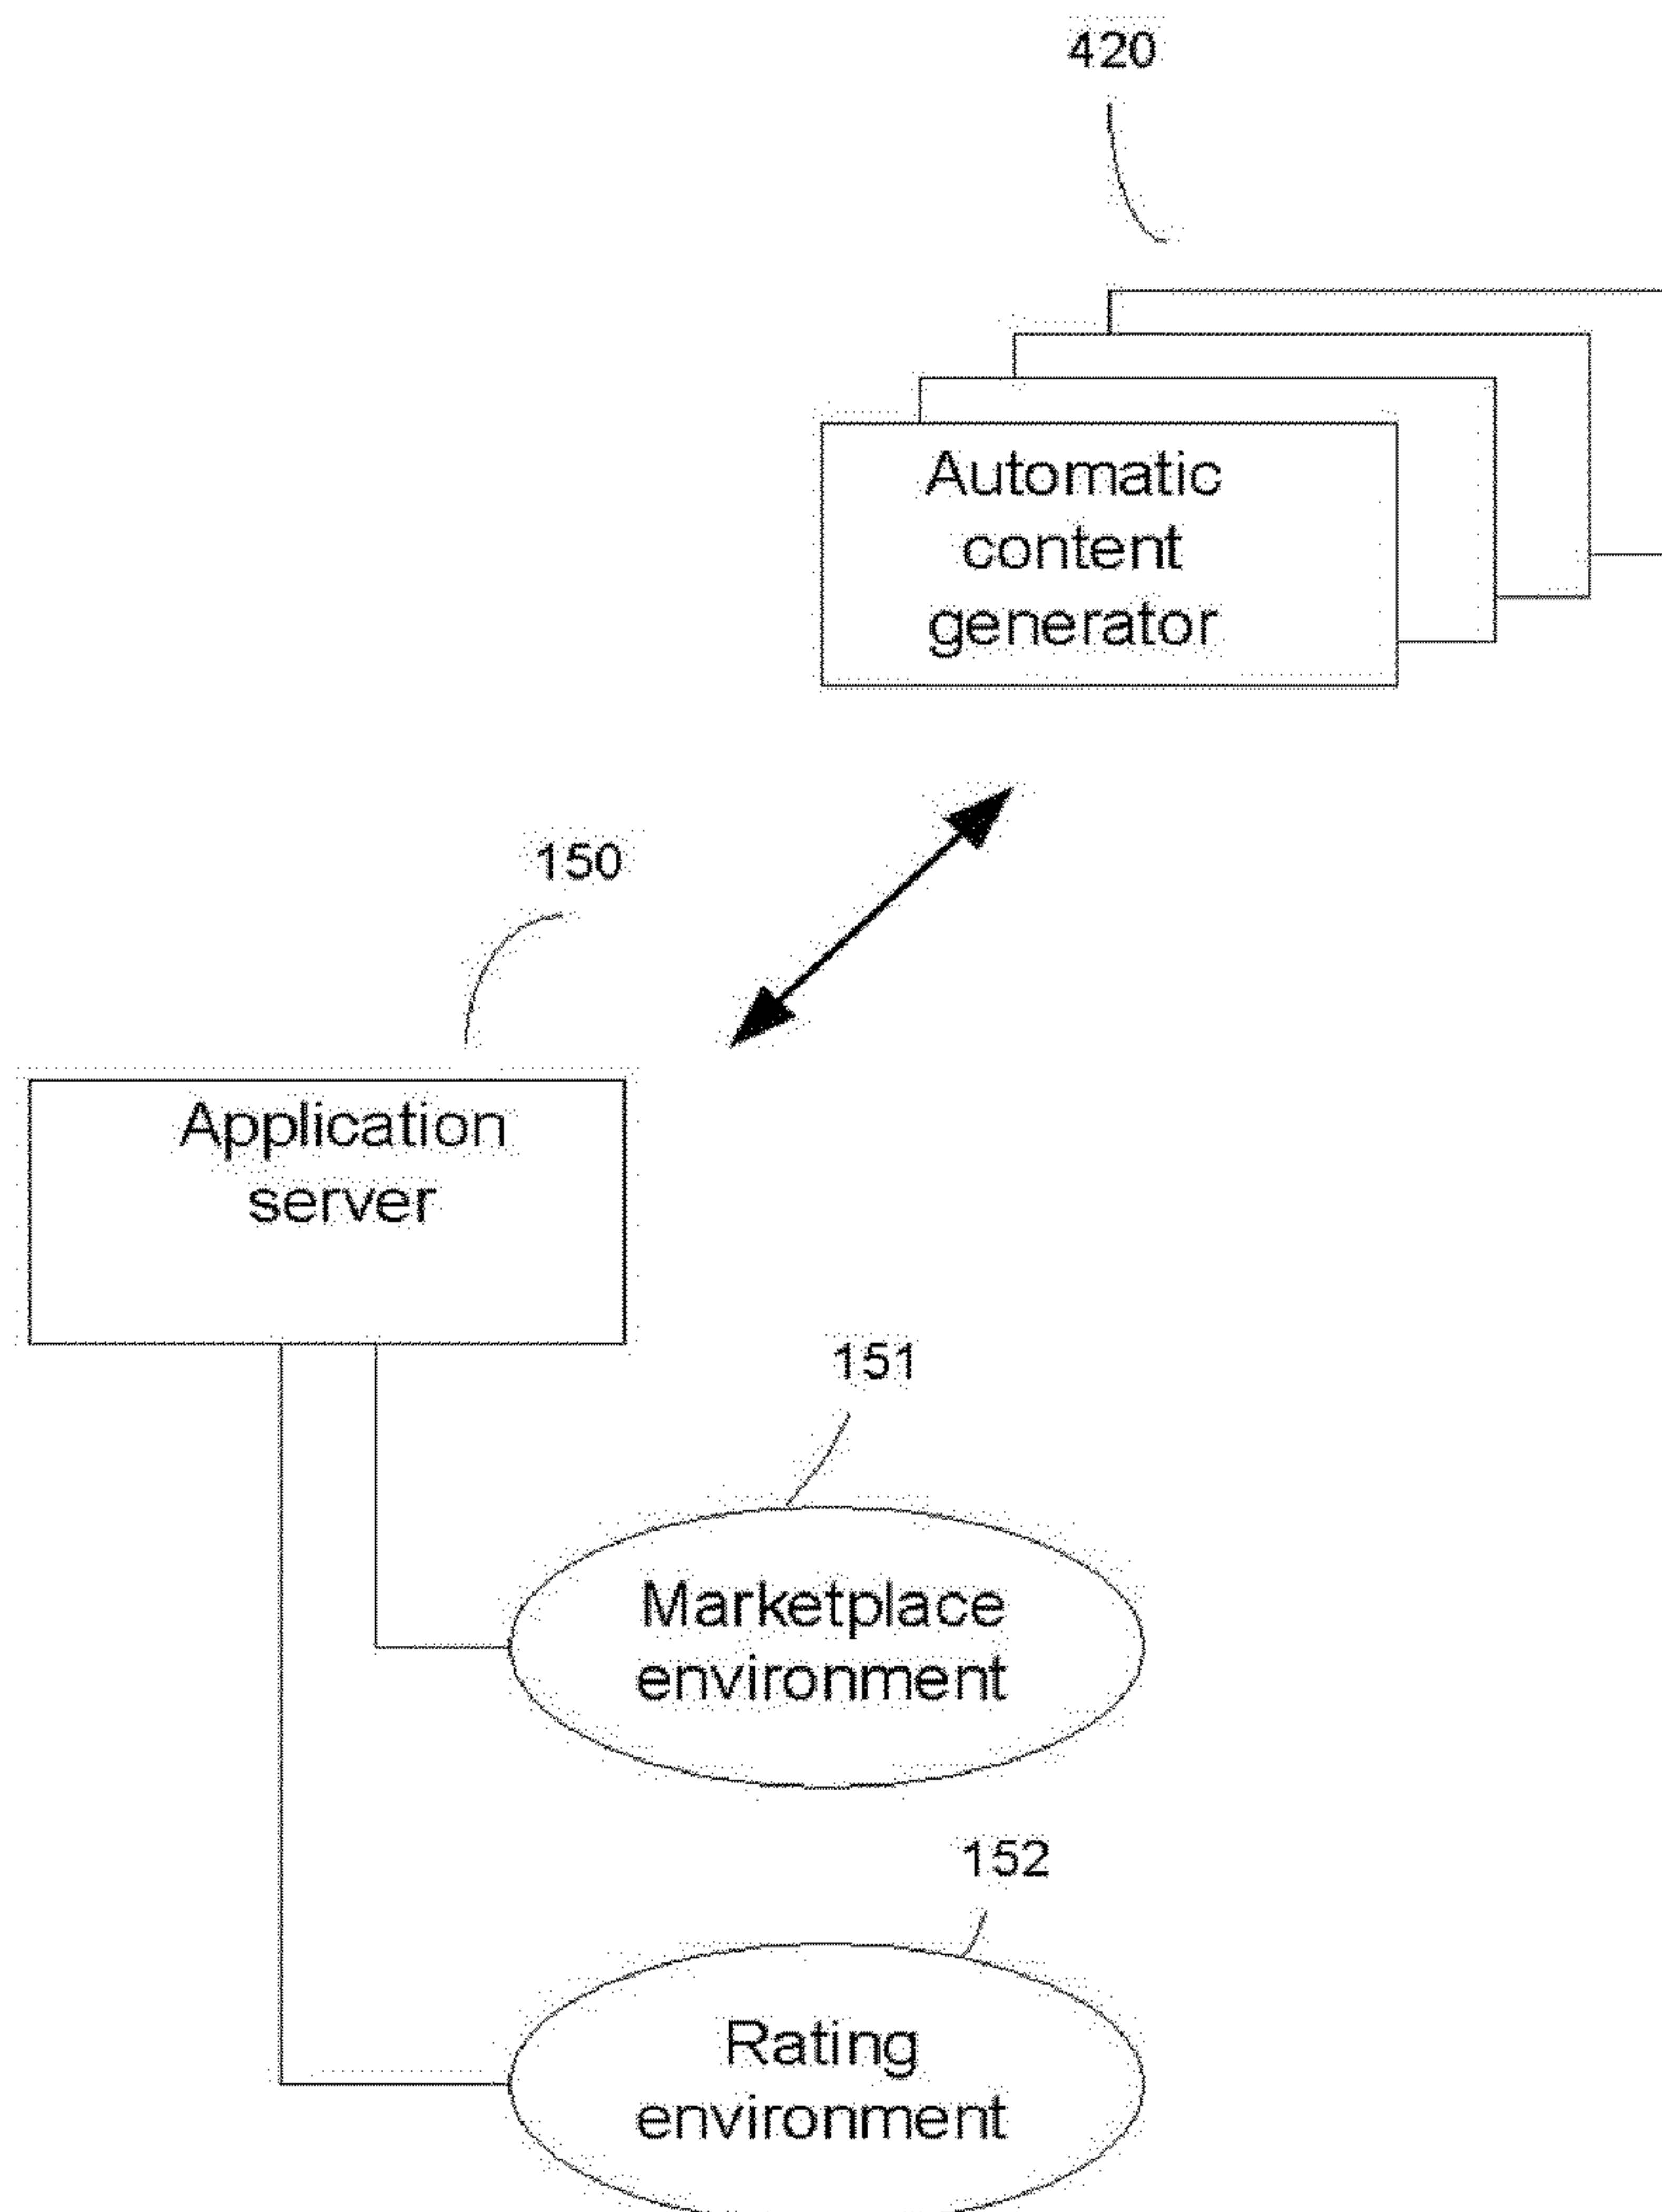 420
Automatic
content
generator
150
Application
server
151
Marketplace
environment
152
Rating
environment